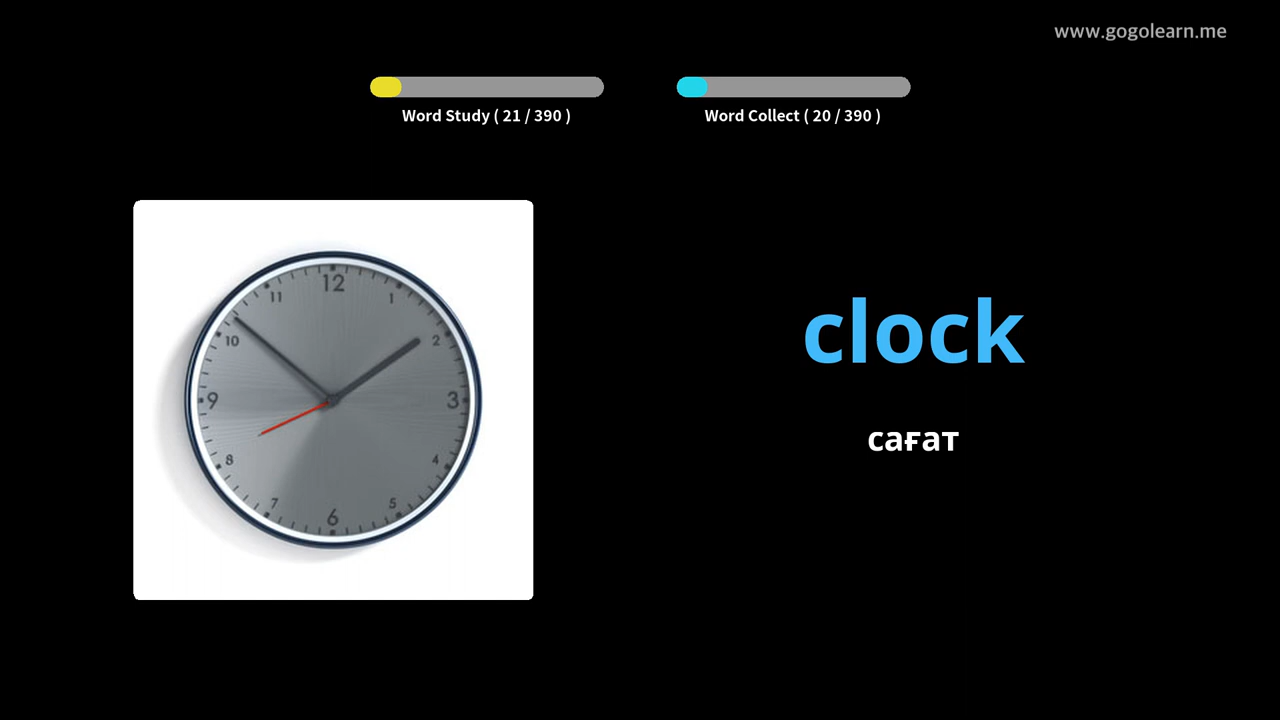 www.gogolearn.me
Word Study ( 21 / 390 )
Word Collect ( 20 / 390 )
12
11
1
10
2
9
3
8
4
7
5
6
clock
сағат